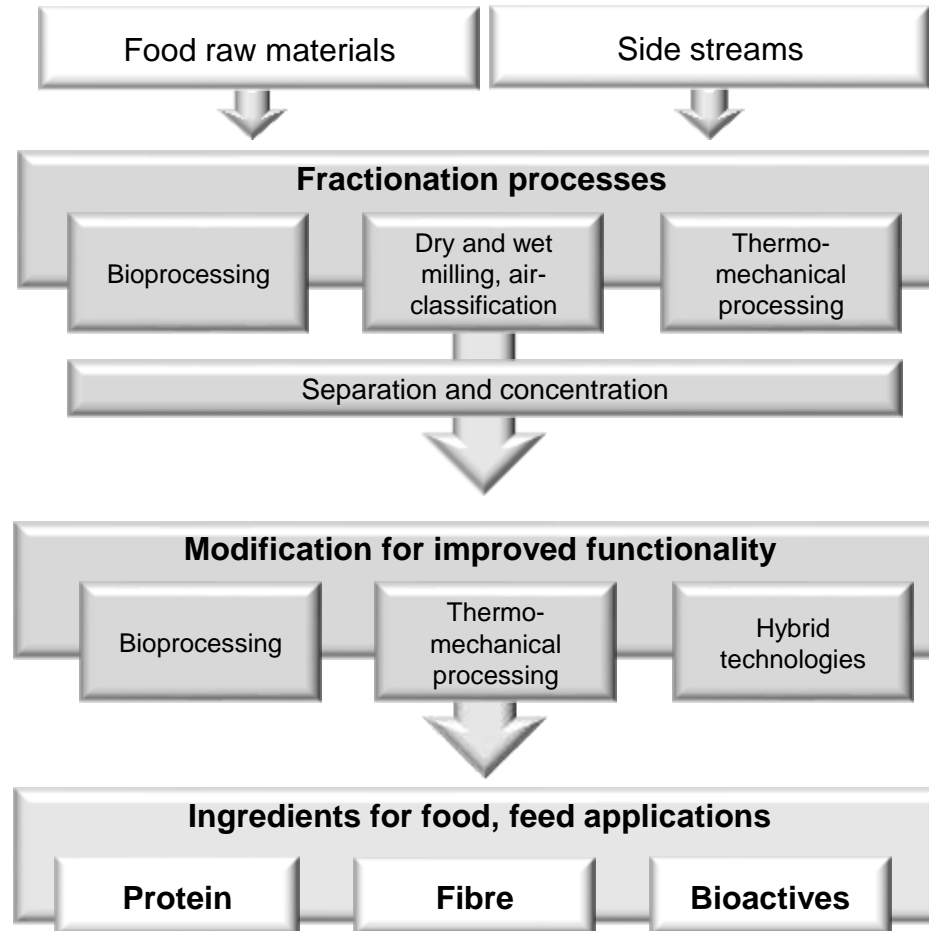 Food raw materials
Side streams
Fractionation processes
Bioprocessing
Dry and wet
milling, air-
classification
Thermo-
mechanical
processing
Separation and concentration
Modification for improved functionality
Bioprocessing
Thermo-
mechanical
processing
Hybrid
technologies
Ingredients for food, feed applications
Protein
Fibre
Bioactives